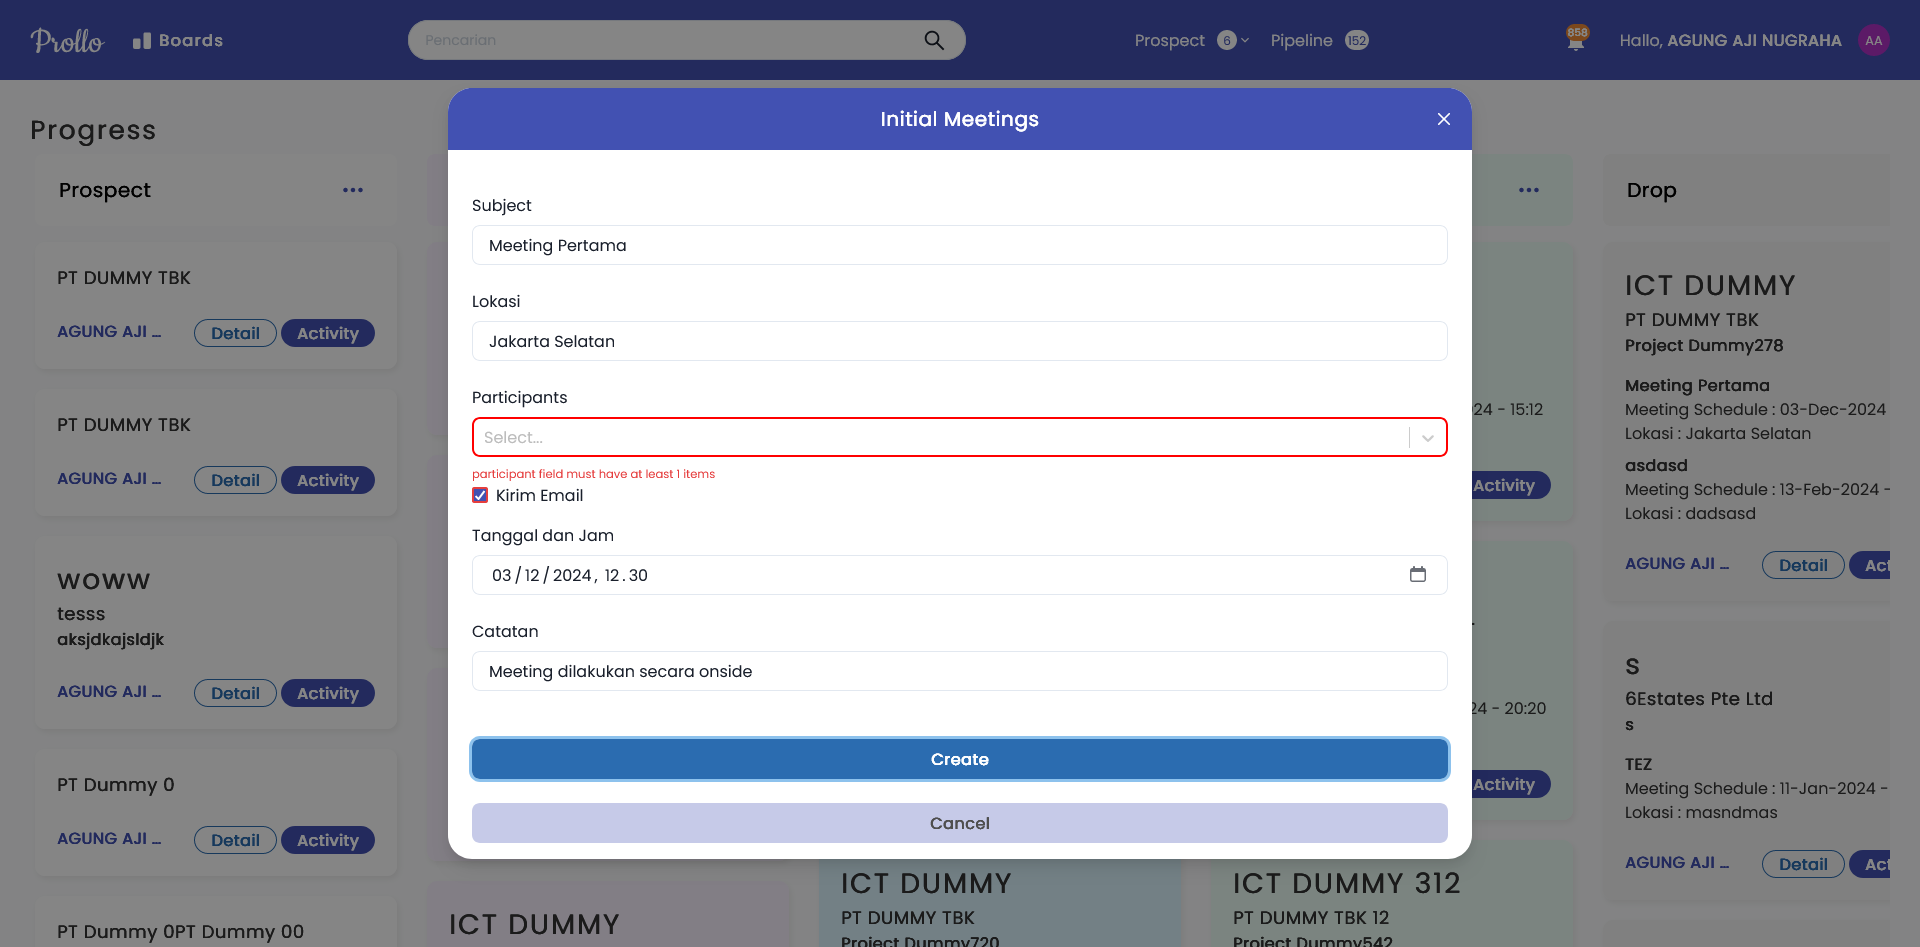 Prollo
Boards
Pencarian
Prospect 6
Pipeline 152
858
Hallo, AGUNG AJI NUGRAHA
AA
Progress
Prospect
PT DUMMY TBK
AGUNG AJI ...
Detail
Activity
PT DUMMY TBK
AGUNG AJI ...
Detail
Activity
WOWW
tesss
aksjdkajsldjk
AGUNG AJI ...
Detail
Activity
PT Dummy 0
AGUNG AJI ...
Detail
Activity
PT Dummy 0PT Dummy 00
Initial Meetings
Subject
Meeting Pertama
Lokasi
Jakarta Selatan
Participants
Select...
participant field must have at least 1 items
Kirim Email
Tanggal dan Jam
03/12/2024, 12.30
Catatan
Meeting dilakukan secara onside
Create
Cancel
ICT DUMMY
ICT DUMMY
PT DUMMY TBK
Project Dummy720
24 - 15:12
Activity
24 - 20:20
Activity
ICT DUMMY 312
PT DUMMY TBK 12
Project Dummy542
Drop
ICT DUMMY
PT DUMMY TBK
Project Dummy278
Meeting Pertama
Meeting Schedule : 03-Dec-2024
Lokasi : Jakarta Selatan
asdasd
Meeting Schedule : 13-Feb-2024 -
Lokasi : dadsasd
AGUNG AJI ...
Detail
Act
S
6Estates Pte Ltd
s
TEZ
Meeting Schedule : 11-Jan-2024 -
Lokasi : masndmas
AGUNG AJI ...
Detail
Act